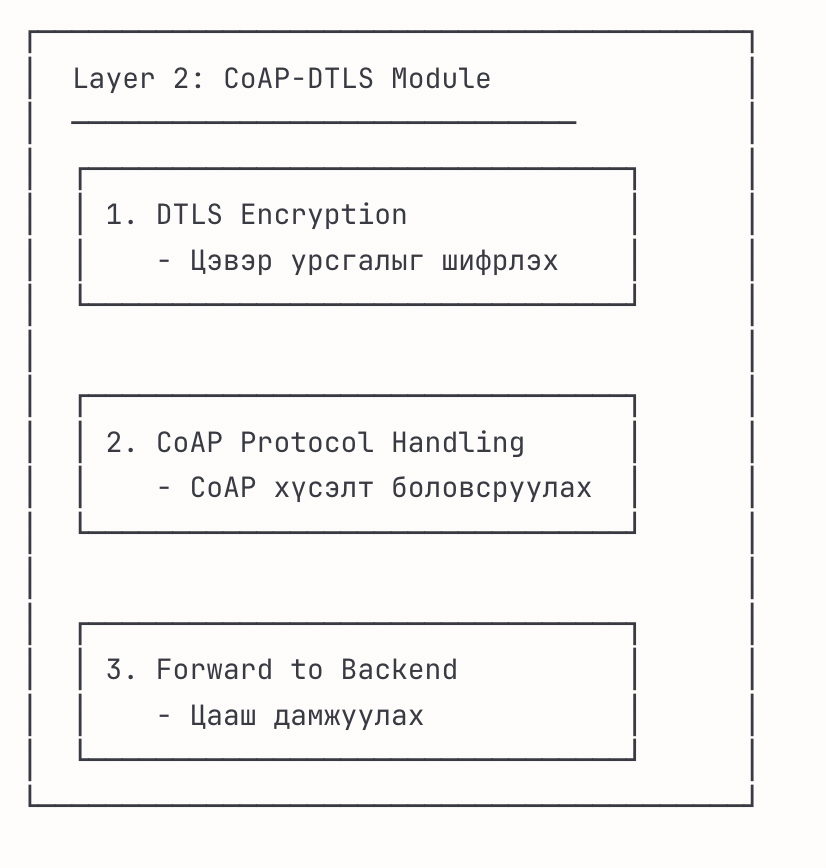 Layer 2: CoAP-DTLS Module
1. DTLS Encryption
- Цэвэр урсгалыг шифрлэх
2. CoAP Protocol Handling
- CoAP хүсэлт боловсруулах
3. Forward to Backend
- Цааш дамжуулах